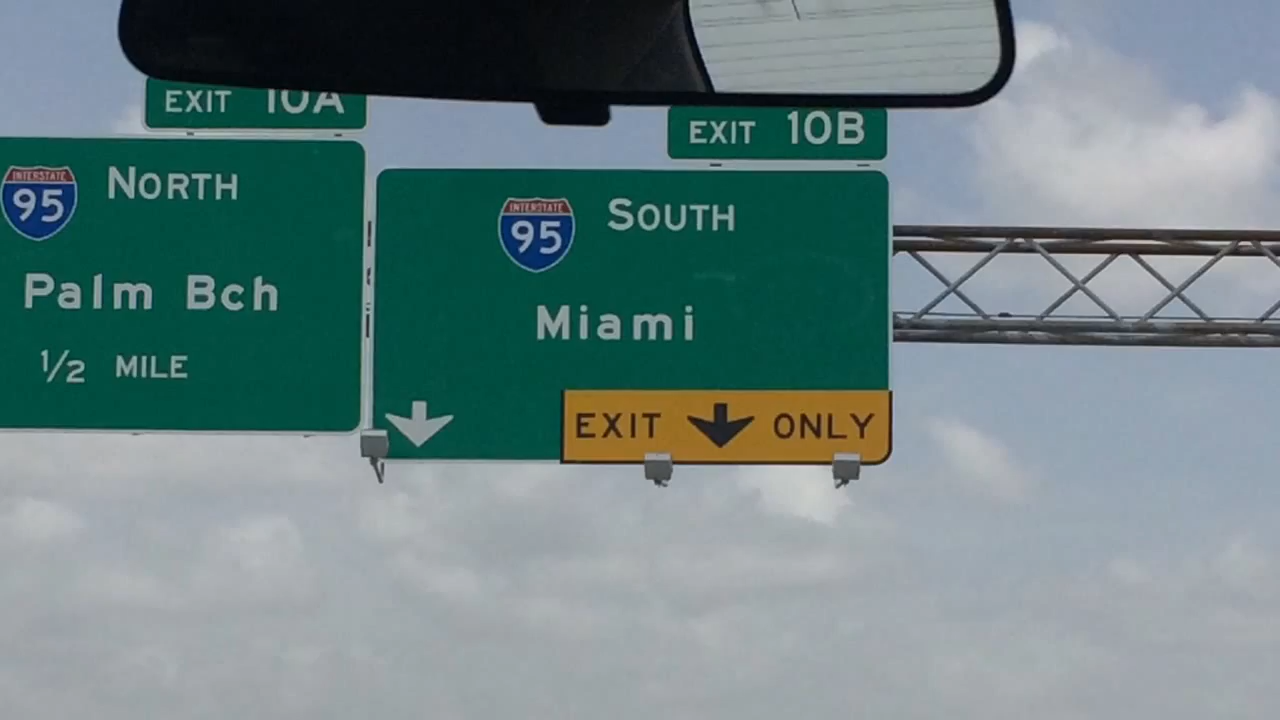 EXIT 10A
INTERSTATE
95 NORTH
Palm Bch
1/2 MILE
EXIT 10B
INTERSTATE
95 SOUTH
Miami
EXIT ONLY